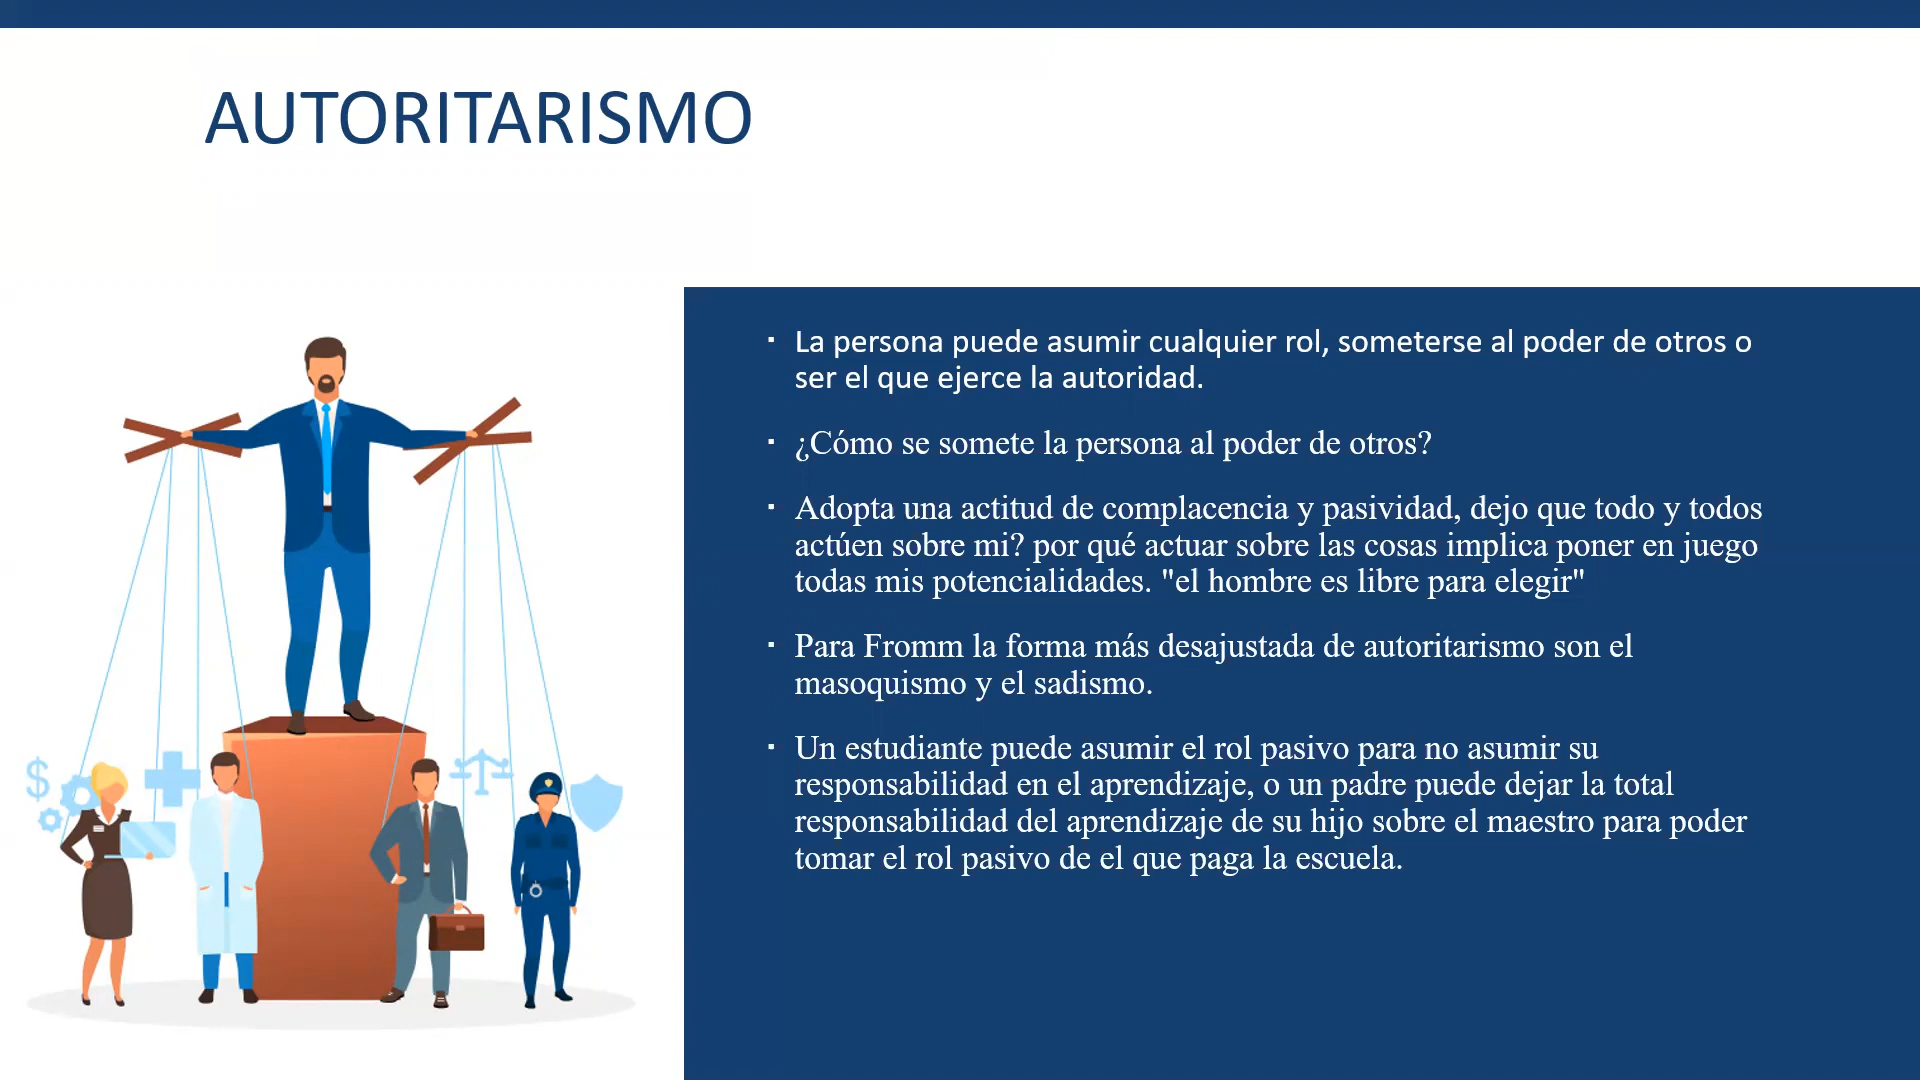 AUTORITARISMO
▪ La persona puede asumir cualquier rol, someterse al poder de otros o
ser el que ejerce la autoridad.
▪ ¿Cómo se somete la persona al poder de otros?
▪ Adopta una actitud de complacencia y pasividad, dejo que todo y todos
actúen sobre mi? por qué actuar sobre las cosas implica poner en juego
todas mis potencialidades. "el hombre es libre para elegir"
▪ Para Fromm la forma más desajustada de autoritarismo son el
masoquismo y el sadismo.
▪ Un estudiante puede asumir el rol pasivo para no asumir su
responsabilidad en el aprendizaje, o un padre puede dejar la total
responsabilidad del aprendizaje de su hijo sobre el maestro para poder
tomar el rol pasivo de el que paga la escuela.
$